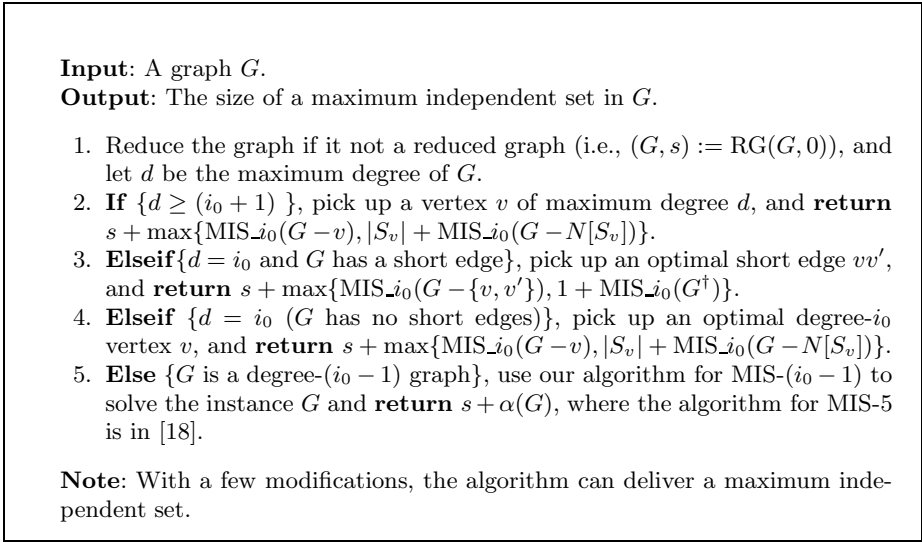 Input: A graph G.
Output: The size of a maximum independent set in G.
1. Reduce the graph if it not a reduced graph (i.e., (G, s) := RG(G, 0)), and
let d be the maximum degree of G.
2. If {d ≥ (i₀ + 1) }, pick up a vertex v of maximum degree d, and return
s + max{MIS_i₀(G − v), |Sᵥ| + MIS_i₀(G − N[Sᵥ])}.
3. Elseif{d = i₀ and G has a short edge}, pick up an optimal short edge vv′,
and return s + max{MIS_i₀(G − {v, v′}), 1 + MIS_i₀(G†)}.
4. Elseif {d = i₀ (G has no short edges)}, pick up an optimal degree-i₀
vertex v, and return s + max{MIS_i₀(G − v), |Sᵥ| + MIS_i₀(G − N[Sᵥ])}.
5. Else {G is a degree-(i₀ − 1) graph}, use our algorithm for MIS-(i₀ − 1) to
solve the instance G and return s + α(G), where the algorithm for MIS-5
is in [18].
Note: With a few modifications, the algorithm can deliver a maximum inde-
pendent set.